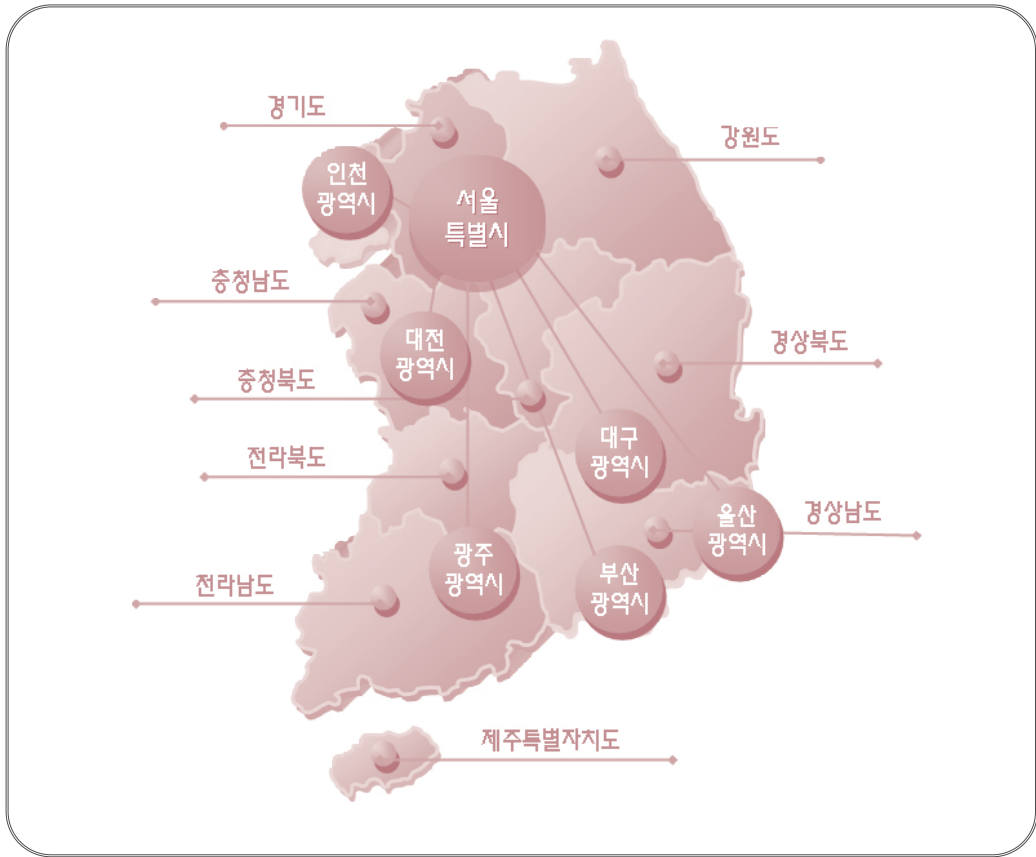 경기도
강원도
인천
광역시
서울
특별시
충청남도
대전
광역시
경상북도
충청북도
대구
광역시
전라북도
울산
광역시
경상남도
광주
광역시
부산
광역시
전라남도
제주특별자치도